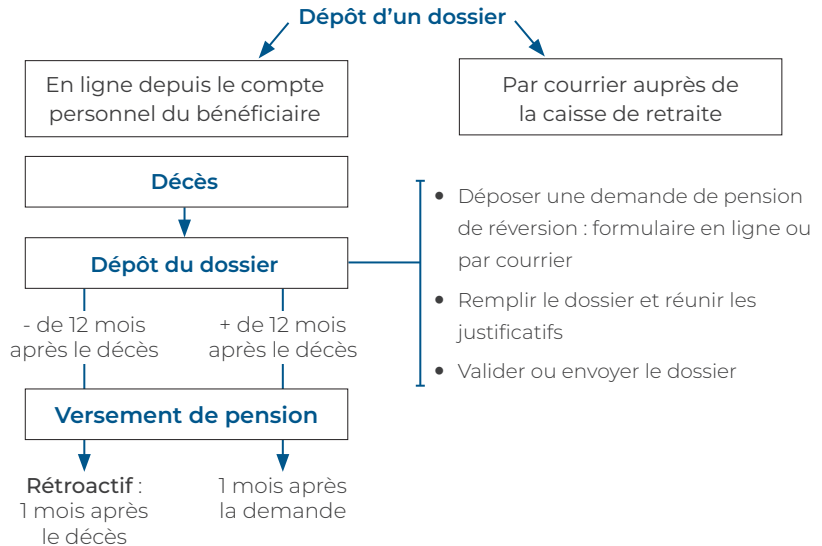 Dépôt d’un dossier
En ligne depuis le compte
personnel du bénéficiaire
Par courrier auprès de
la caisse de retraite
Décès
Dépôt du dossier
• Déposer une demande de pension
de réversion : formulaire en ligne ou
par courrier
• Remplir le dossier et réunir les
justificatifs
• Valider ou envoyer le dossier
- de 12 mois
après le décès
+ de 12 mois
après le décès
Versement de pension
Rétroactif :
1 mois après
le décès
1 mois après
la demande